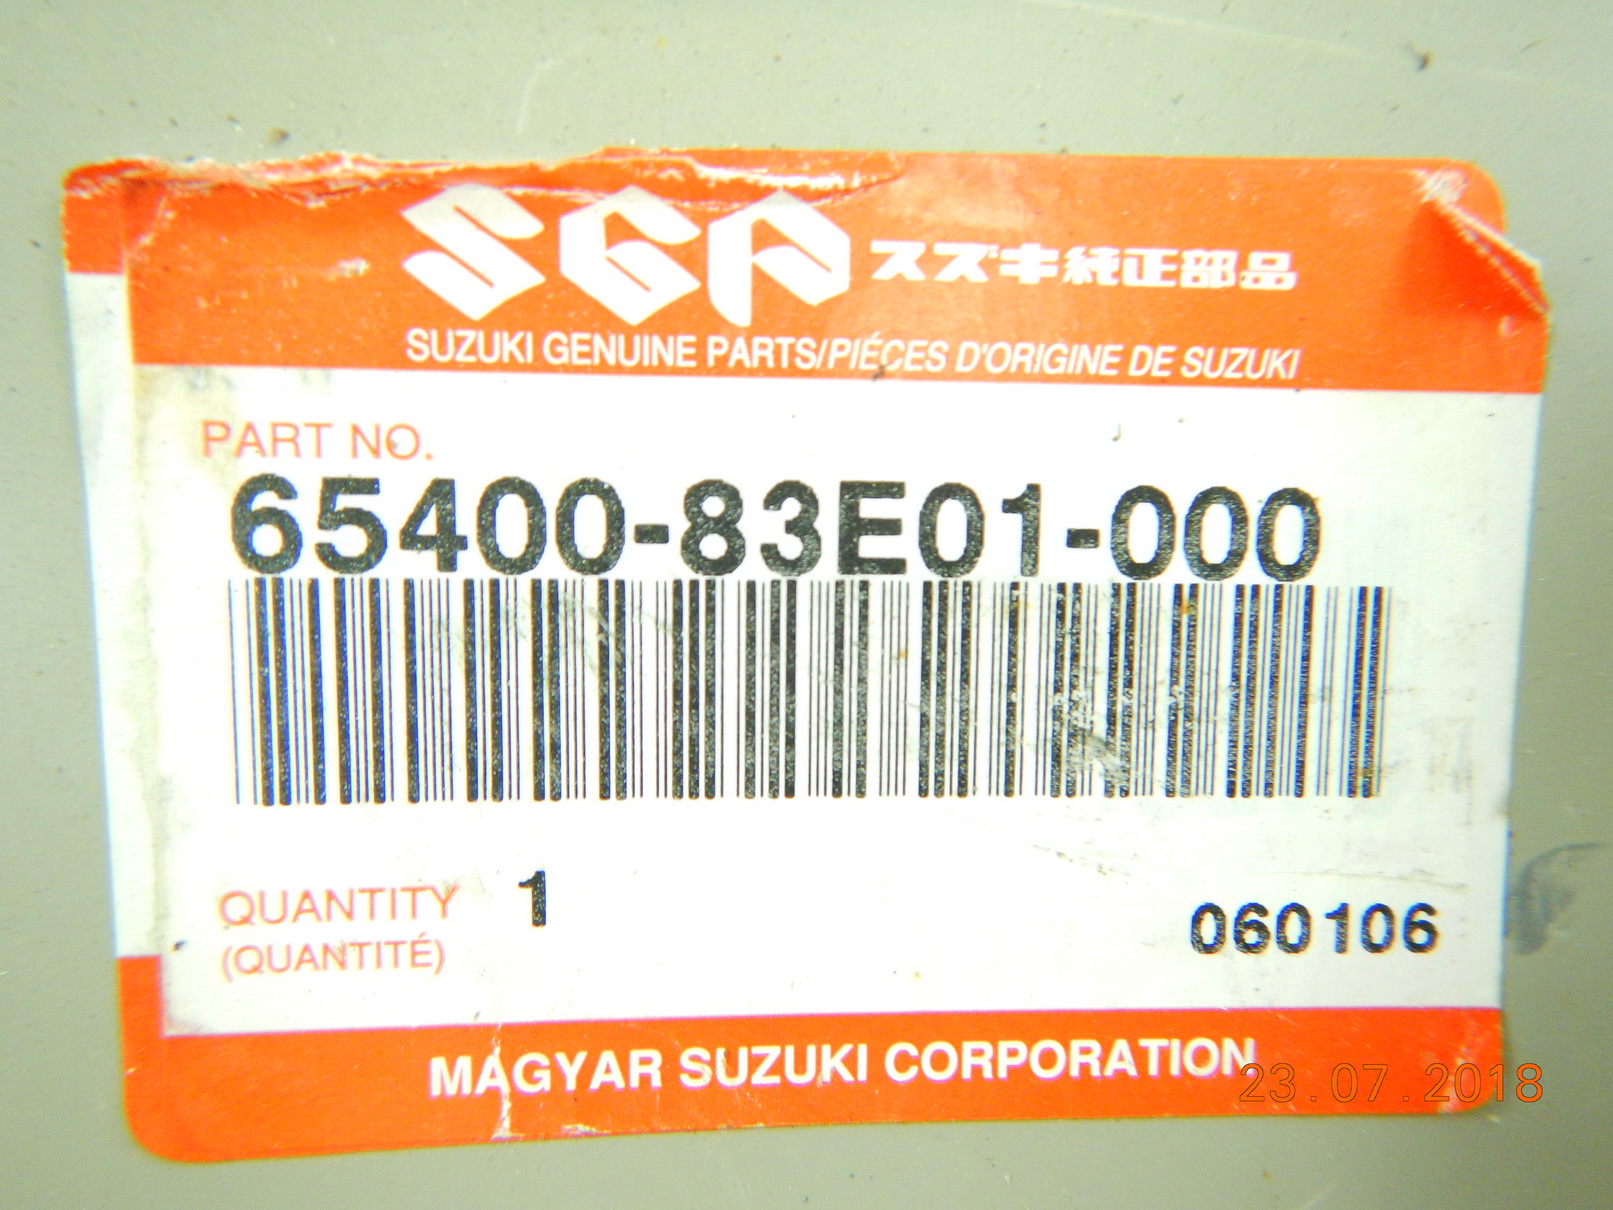 SGP スズキ純正部品
SUZUKI GENUINE PARTS/PIÉCES D'ORIGINE DE SUZUKI
PART NO.
65400-83E01-000
QUANTITY 1
(QUANTITÉ)
060106
MAGYAR SUZUKI CORPORATION
23.07.2018